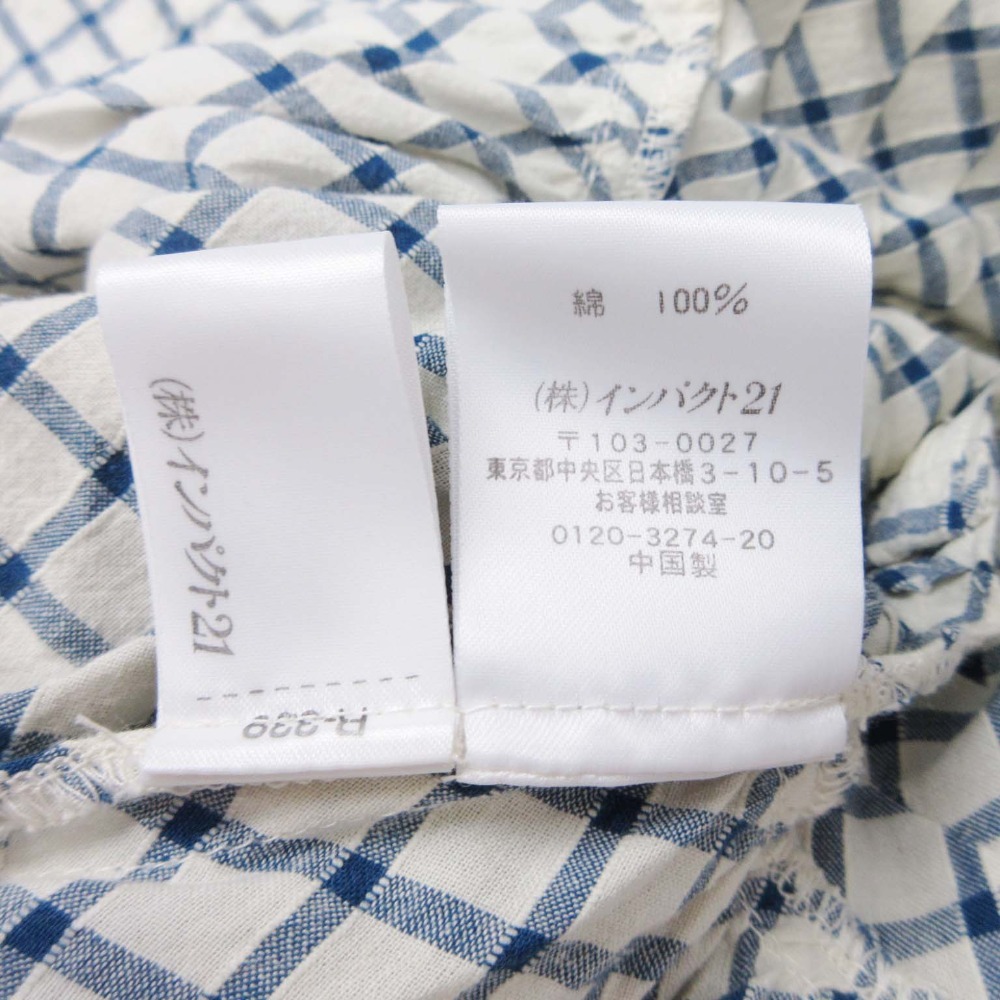 (株)インパクト21
R-339
綿 100%
(株)インパクト21
〒103-0027
東京都中央区日本橋3-10-5
お客様相談室
0120-3274-20
中国製